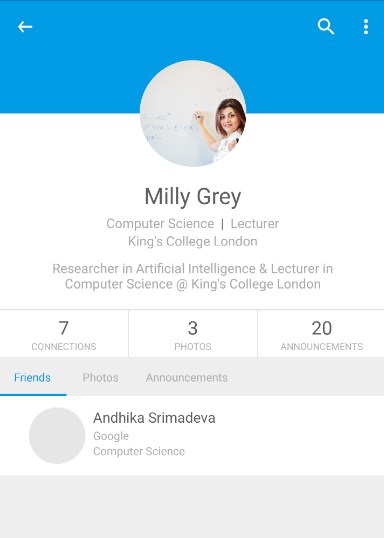 Milly Grey
Computer Science | Lecturer
King's College London
Researcher in Artificial Intelligence & Lecturer in
Computer Science @ King's College London
7
CONNECTIONS
3
PHOTOS
20
ANNOUNCEMENTS
Friends
Photos
Announcements
Andhika Srimadeva
Google
Computer Science